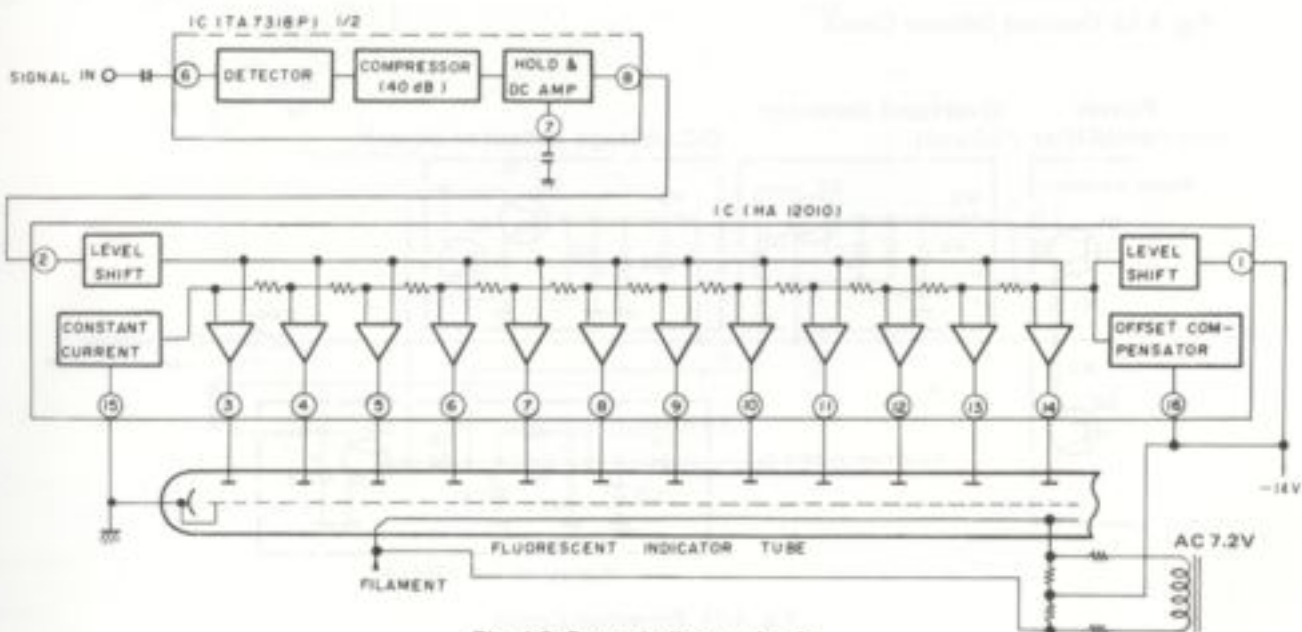 IC (TA7318P) 1/2
SIGNAL IN
6
DETECTOR
COMPRESSOR
(40 dB)
HOLD &
DC AMP
8
7
IC (HA 12010)
2
LEVEL
SHIFT
LEVEL
SHIFT
1
CONSTANT
CURRENT
OFFSET COM-
PENSATOR
15
3
4
5
6
7
8
9
10
11
12
13
14
16
-14V
FLUORESCENT INDICATOR TUBE
AC 7.2V
FILAMENT